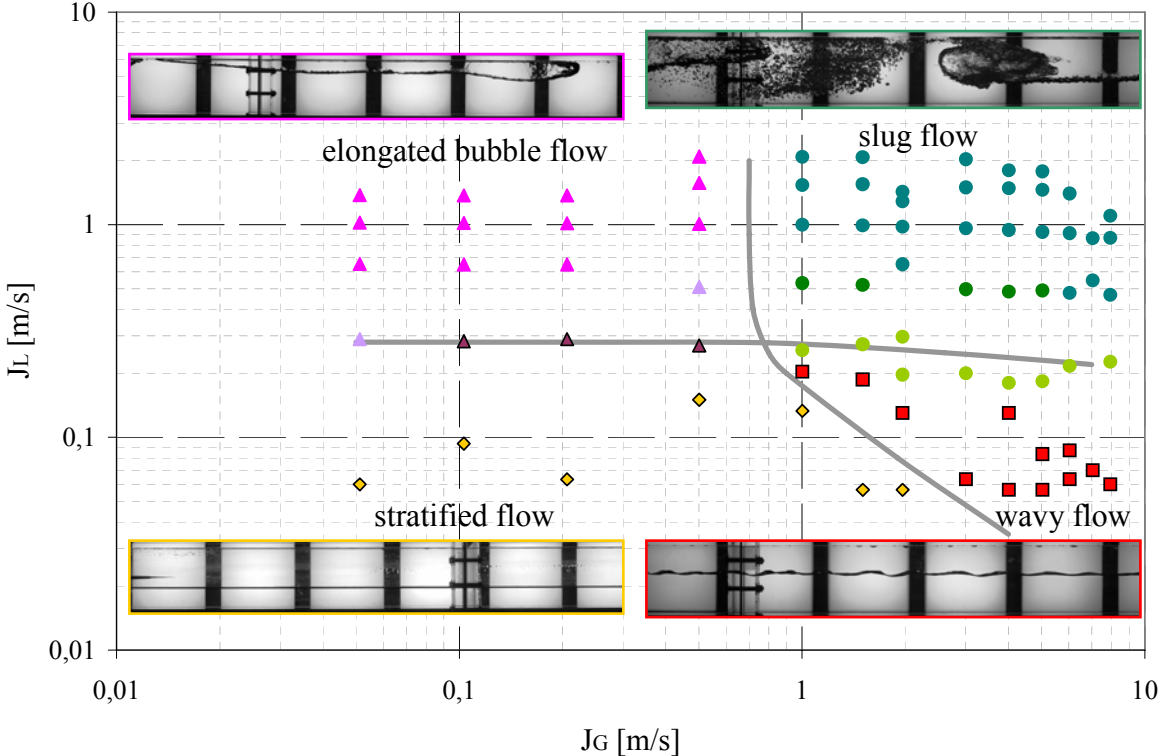 10
elongated bubble flow
slug flow
1
JL [m/s]
0,1
stratified flow
wavy flow
0,01
0,01
0,1
1
10
JG [m/s]